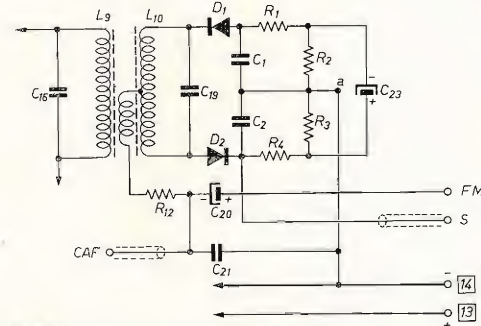 L9 L10 D1 R1
C16 C19 C1 R2 a - C23 +
C2 R3
D2 R4
R12 - C20 + FM
S
CAF C21
- 14
13
+